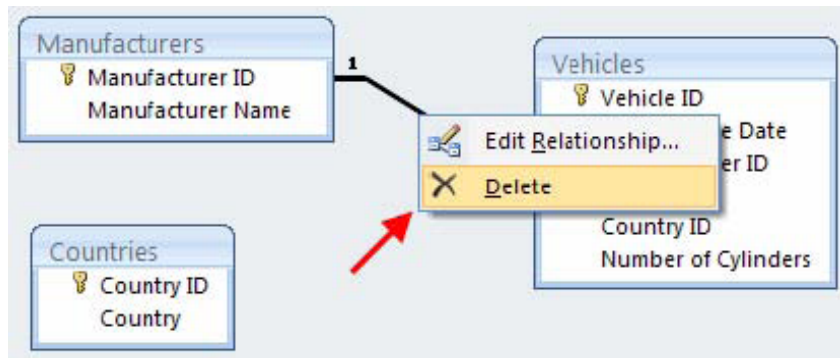 Manufacturers
Manufacturer ID
Manufacturer Name
1
Vehicles
Vehicle ID
Date
ID
Country ID
Number of Cylinders
Edit Relationship...
Delete
Countries
Country ID
Country